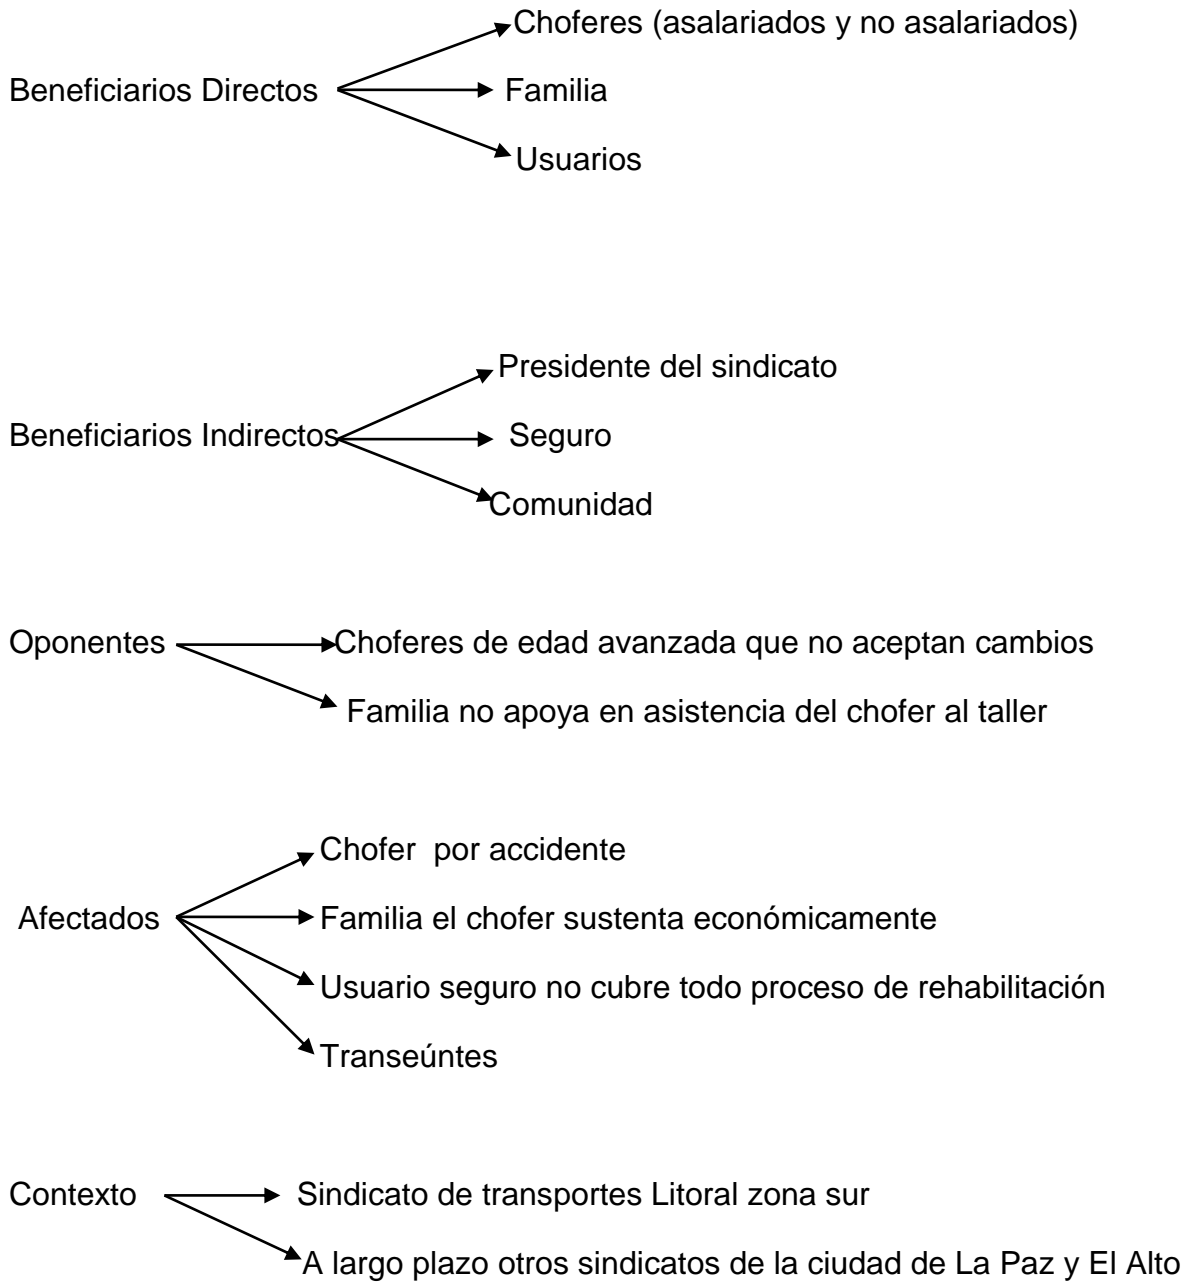 Choferes (asalariados y no asalariados)
Beneficiarios Directos
Familia
Usuarios
Presidente del sindicato
Beneficiarios Indirectos
Seguro
Comunidad
Oponentes
Choferes de edad avanzada que no aceptan cambios
Familia no apoya en asistencia del chofer al taller
Chofer por accidente
Afectados
Familia el chofer sustenta económicamente
Usuario seguro no cubre todo proceso de rehabilitación
Transeúntes
Contexto
Sindicato de transportes Litoral zona sur
A largo plazo otros sindicatos de la ciudad de La Paz y El Alto